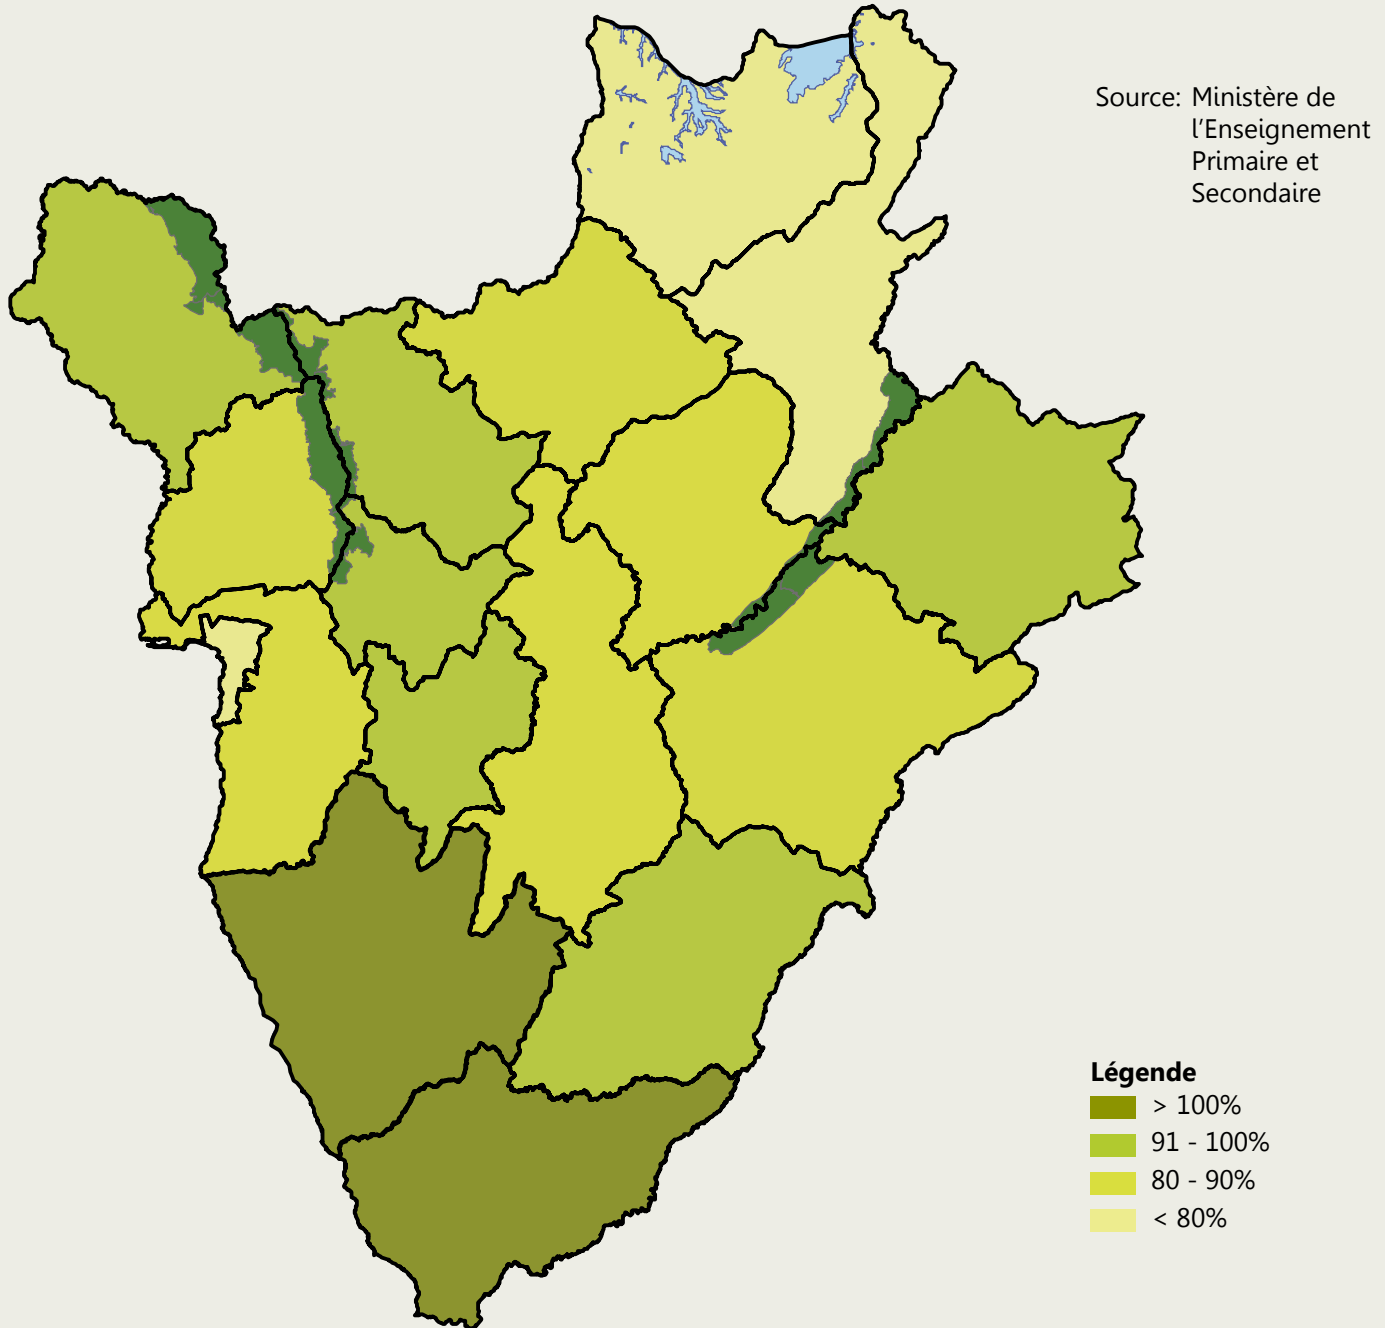 Source: Ministère de
l'Enseignement
Primaire et
Secondaire
Légende
> 100%
91 - 100%
80 - 90%
< 80%